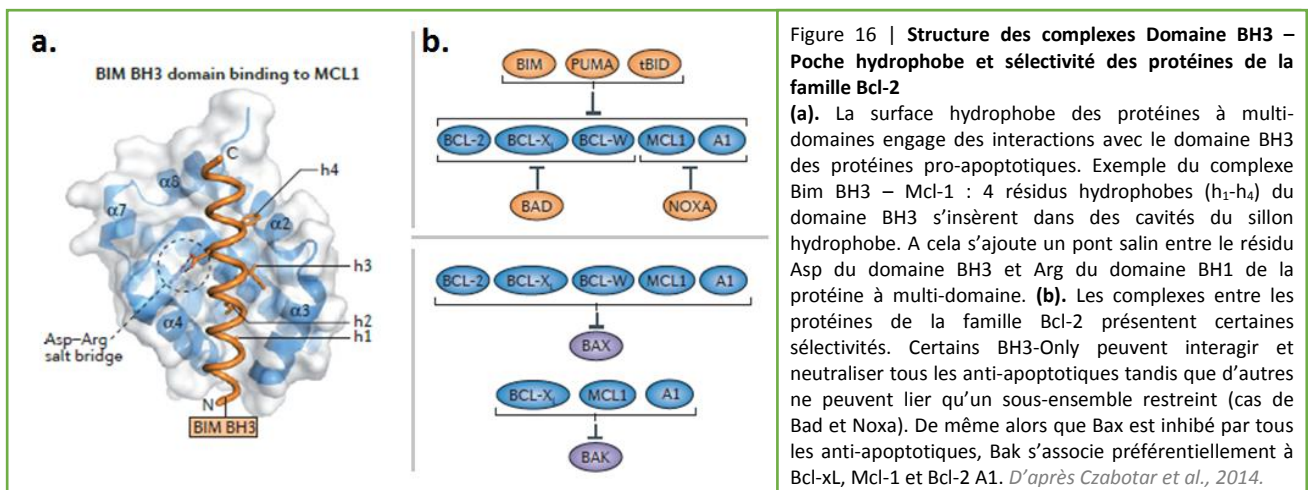 a.
BIM BH3 domain binding to MCL1
C
h4
α8
α7
α2
h3
α3
α4
h2
h1
Asp–Arg
salt bridge
N
BIM BH3
b.
BIM PUMA tBID
BCL-2 BCL-XL BCL-W MCL1 A1
BAD NOXA
BCL-2 BCL-XL BCL-W MCL1 A1
BAX
BCL-XL MCL1 A1
BAK
Figure 16 | Structure des complexes Domaine BH3 –
Poche hydrophobe et sélectivité des protéines de la
famille Bcl-2
(a). La surface hydrophobe des protéines à multi-
domaines engage des interactions avec le domaine BH3
des protéines pro-apoptotiques. Exemple du complexe
Bim BH3 – Mcl-1 : 4 résidus hydrophobes (h1-h4) du
domaine BH3 s’insèrent dans des cavités du sillon
hydrophobe. A cela s’ajoute un pont salin entre le résidu
Asp du domaine BH3 et Arg du domaine BH1 de la
protéine à multi-domaine. (b). Les complexes entre les
protéines de la famille Bcl-2 présentent certaines
sélectivités. Certains BH3-Only peuvent interagir et
neutraliser tous les anti-apoptotiques tandis que d’autres
ne peuvent lier qu’un sous-ensemble restreint (cas de
Bad et Noxa). De même alors que Bax est inhibé par tous
les anti-apoptotiques, Bak s’associe préférentiellement à
Bcl-xL, Mcl-1 et Bcl-2 A1. D’après Czabotar et al., 2014.